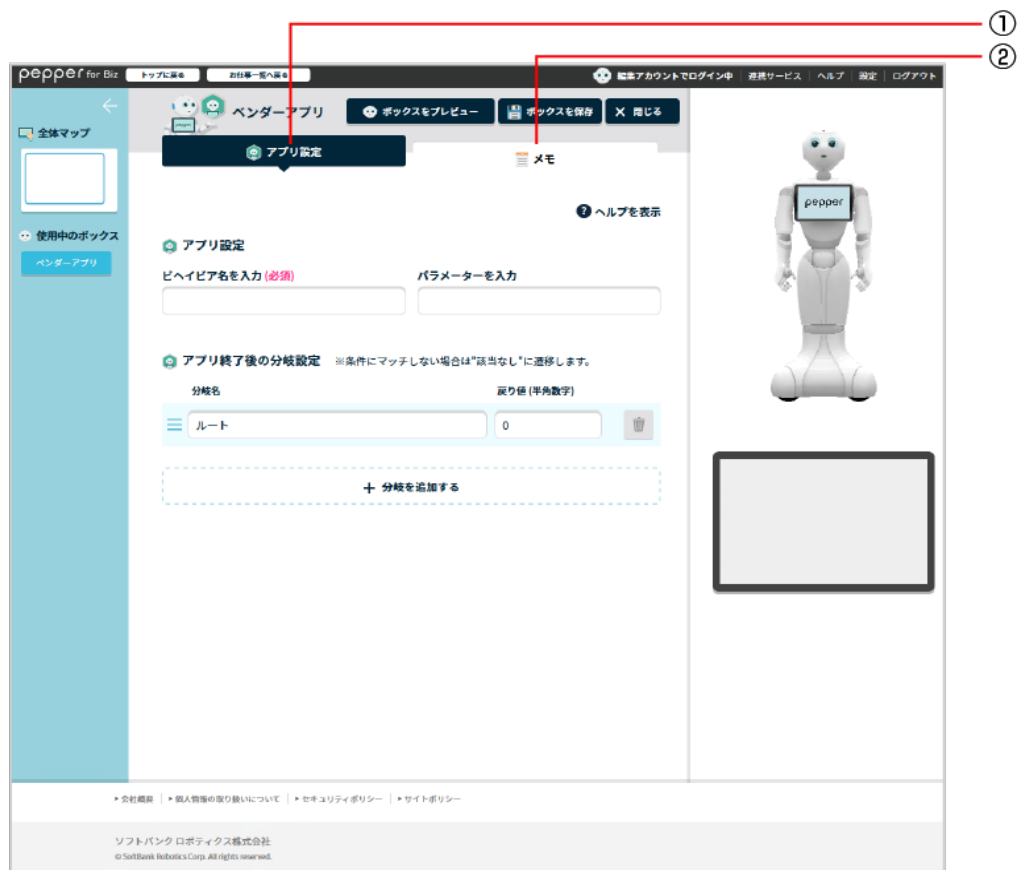 ①
②
pepper for Biz トップに戻る お仕事一覧へ戻る 編集アカウントでログイン中 連携サービス ヘルプ 設定 ログアウト
ベンダーアプリ ボックスをプレビュー ボックスを保存 X 閉じる
全体マップ
アプリ設定 メモ
pepper
使用中のボックス
ベンダーアプリ
? ヘルプを表示
アプリ設定
ビヘイビア名を入力 (必須) パラメーターを入力
アプリ終了後の分岐設定 ※条件にマッチしない場合は"該当なし"に遷移します。
分岐名 戻り値 (半角数字)
ルート 0
+ 分岐を追加する
会社概要 個人情報の取り扱いについて セキュリティポリシー サイトポリシー
ソフトバンク ロボティクス株式会社
© SoftBank Robotics Corp. All rights reserved.